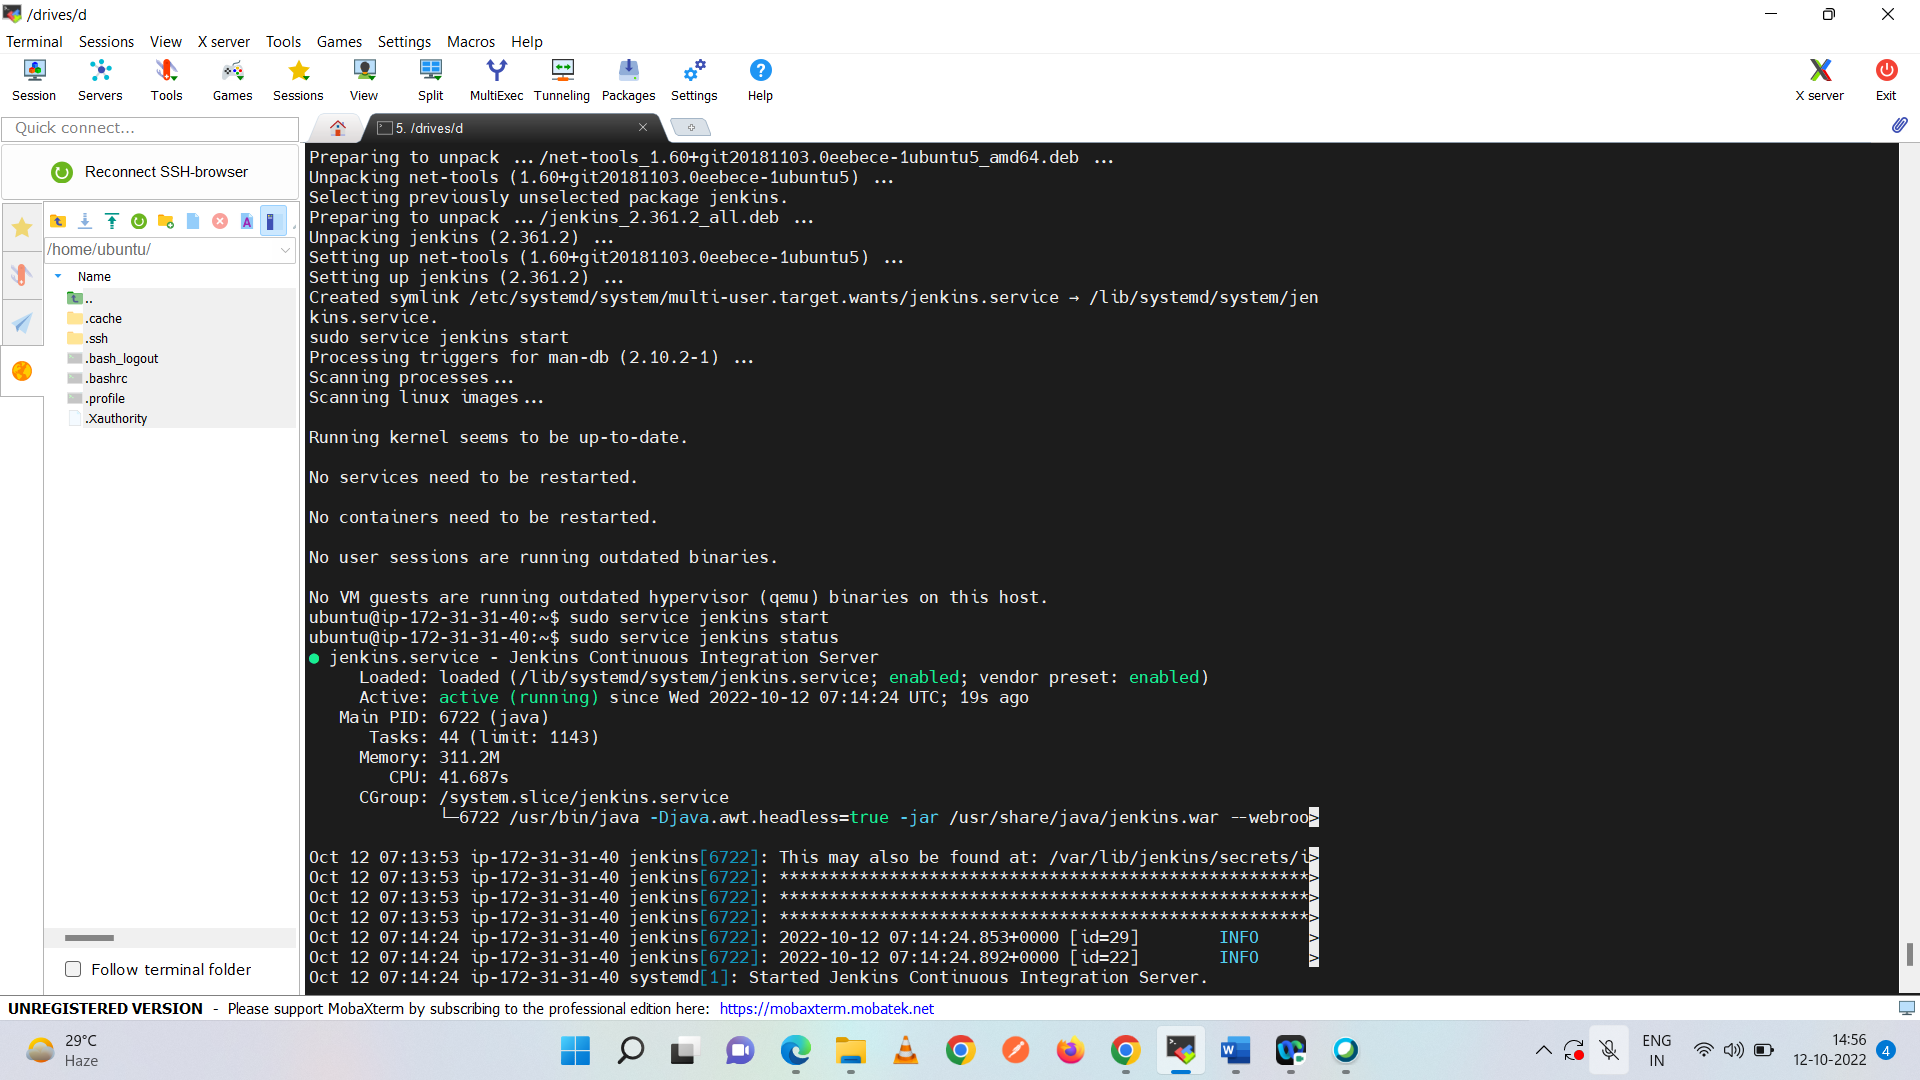 /drives/d
Terminal Sessions View X server Tools Games Settings Macros Help
Session Servers Tools Games Sessions View Split MultiExec Tunneling Packages Settings Help X server Exit
Quick connect...
5. /drives/d
Reconnect SSH-browser
/home/ubuntu/
Name
..
.cache
.ssh
.bash_logout
.bashrc
.profile
.Xauthority
Follow terminal folder
Preparing to unpack .../net-tools_1.60+git20181103.0eebece-1ubuntu5_amd64.deb ...
Unpacking net-tools (1.60+git20181103.0eebece-1ubuntu5) ...
Selecting previously unselected package jenkins.
Preparing to unpack .../jenkins_2.361.2_all.deb ...
Unpacking jenkins (2.361.2) ...
Setting up net-tools (1.60+git20181103.0eebece-1ubuntu5) ...
Setting up jenkins (2.361.2) ...
Created symlink /etc/systemd/system/multi-user.target.wants/jenkins.service → /lib/systemd/system/jen
kins.service.
sudo service jenkins start
Processing triggers for man-db (2.10.2-1) ...
Scanning processes...
Scanning linux images...
Running kernel seems to be up-to-date.
No services need to be restarted.
No containers need to be restarted.
No user sessions are running outdated binaries.
No VM guests are running outdated hypervisor (qemu) binaries on this host.
ubuntu@ip-172-31-31-40:~$ sudo service jenkins start
ubuntu@ip-172-31-31-40:~$ sudo service jenkins status
● jenkins.service - Jenkins Continuous Integration Server
Loaded: loaded (/lib/systemd/system/jenkins.service; enabled; vendor preset: enabled)
Active: active (running) since Wed 2022-10-12 07:14:24 UTC; 19s ago
Main PID: 6722 (java)
Tasks: 44 (limit: 1143)
Memory: 311.2M
CPU: 41.687s
CGroup: /system.slice/jenkins.service
└─6722 /usr/bin/java -Djava.awt.headless=true -jar /usr/share/java/jenkins.war --webroo>
Oct 12 07:13:53 ip-172-31-31-40 jenkins[6722]: This may also be found at: /var/lib/jenkins/secrets/i>
Oct 12 07:13:53 ip-172-31-31-40 jenkins[6722]: *****************************************************>
Oct 12 07:13:53 ip-172-31-31-40 jenkins[6722]: *****************************************************>
Oct 12 07:13:53 ip-172-31-31-40 jenkins[6722]: *****************************************************>
Oct 12 07:14:24 ip-172-31-31-40 jenkins[6722]: 2022-10-12 07:14:24.853+0000 [id=29] INFO >
Oct 12 07:14:24 ip-172-31-31-40 jenkins[6722]: 2022-10-12 07:14:24.892+0000 [id=22] INFO >
Oct 12 07:14:24 ip-172-31-31-40 systemd[1]: Started Jenkins Continuous Integration Server.
UNREGISTERED VERSION - Please support MobaXterm by subscribing to the professional edition here: https://mobaxterm.mobatek.net
29°C
Haze
ENG
IN
14:56
12-10-2022
4